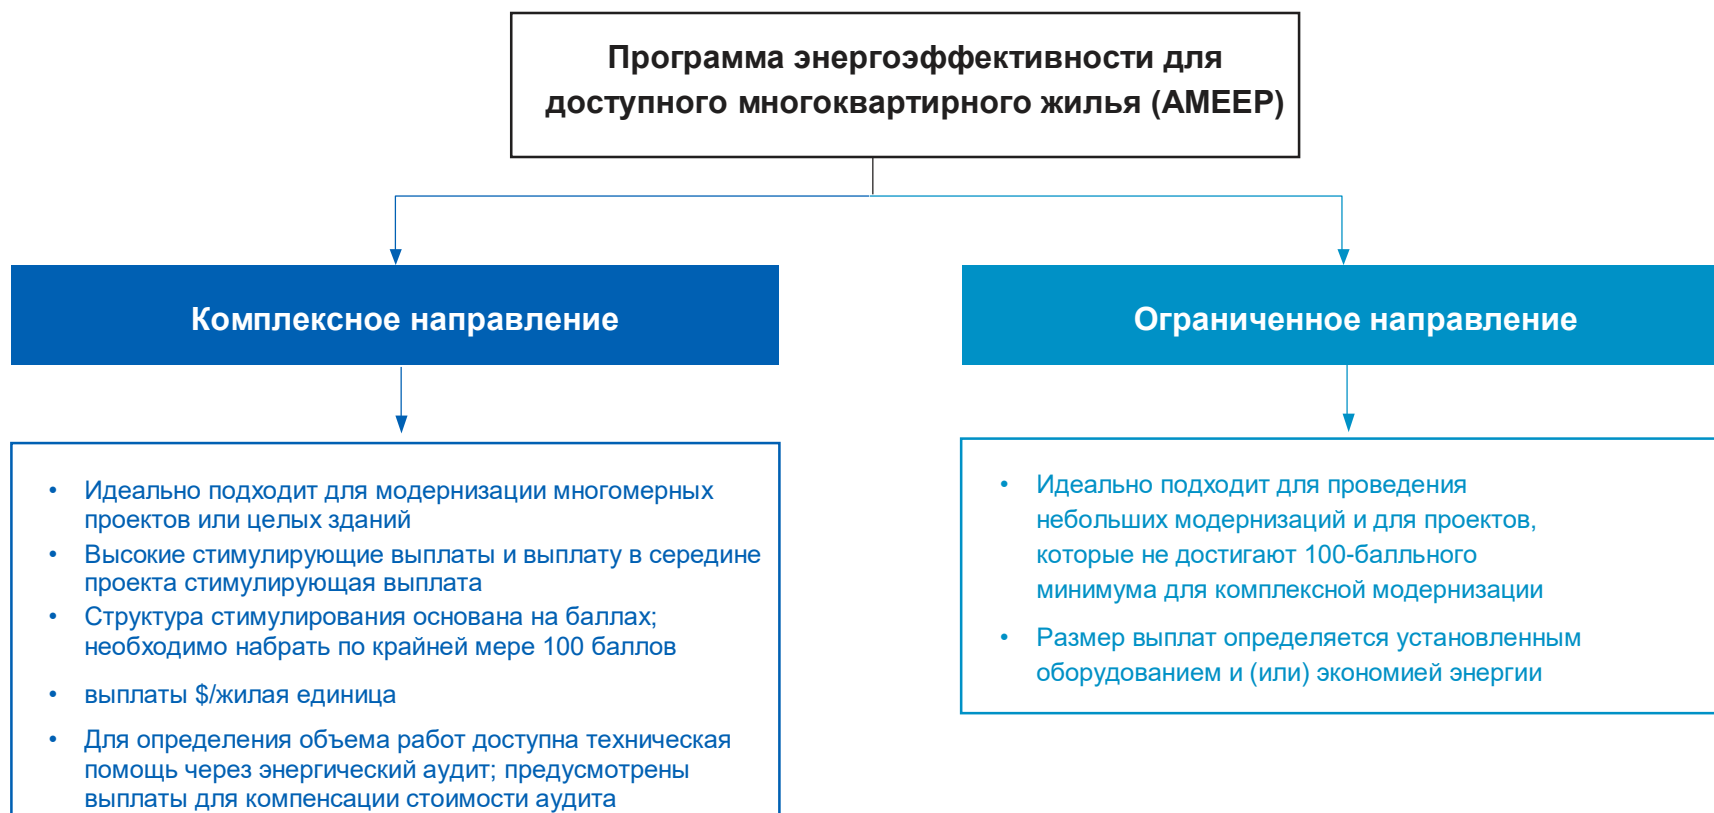 Программа энергоэффективности для
доступного многоквартирного жилья (AMEEP)
Комплексное направление
Ограниченное направление
• Идеально подходит для модернизации многомерных
проектов или целых зданий
• Высокие стимулирующие выплаты и выплату в середине
проекта стимулирующая выплата
• Структура стимулирования основана на баллах;
необходимо набрать по крайней мере 100 баллов
• выплаты $/жилая единица
• Для определения объема работ доступна техническая
помощь через энергический аудит; предусмотрены
выплаты для компенсации стоимости аудита
• Идеально подходит для проведения
небольших модернизаций и для проектов,
которые не достигают 100-балльного
минимума для комплексной модернизации
• Размер выплат определяется установленным
оборудованием и (или) экономией энергии